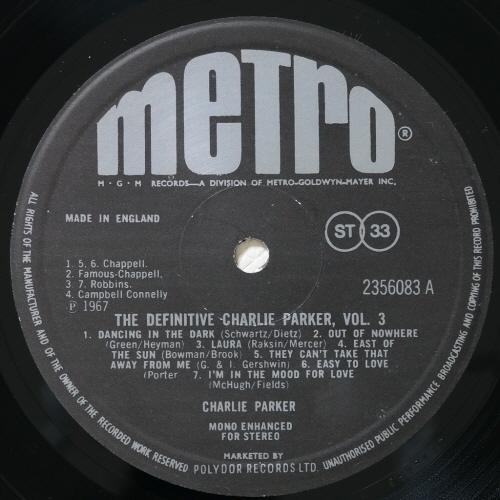 metro®
M·G·M RECORDS—A DIVISION OF METRO-GOLDWYN-MAYER INC.
MADE IN ENGLAND
ST 33
1. 5. 6. Chappell.
2. Famous-Chappell.
3. 7. Robbins.
4. Campbell Connelly
℗ 1967
2356083 A
THE DEFINITIVE CHARLIE PARKER, VOL. 3
1. DANCING IN THE DARK (Schwartz/Dietz) 2. OUT OF NOWHERE
(Green/Heyman) 3. LAURA (Raksin/Mercer) 4. EAST OF
THE SUN (Bowman/Brook) 5. THEY CAN'T TAKE THAT
AWAY FROM ME (G. & I. Gershwin) 6. EASY TO LOVE
(Porter 7. I'M IN THE MOOD FOR LOVE
(McHugh/Fields)
CHARLIE PARKER
MONO ENHANCED
FOR STEREO
MARKETED BY
POLYDOR RECORDS LTD.
ALL RIGHTS OF THE MANUFACTURER AND OF THE OWNER OF THE RECORDED WORK RESERVED
UNAUTHORISED PUBLIC PERFORMANCE BROADCASTING AND COPYING OF THIS RECORD PROHIBITED